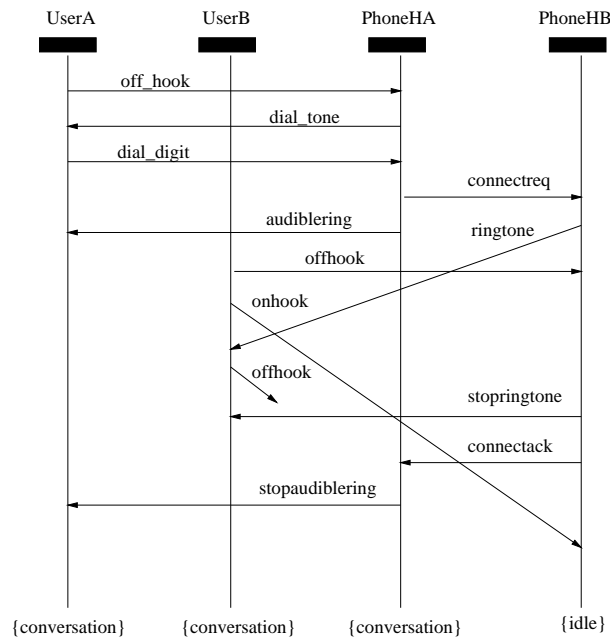 UserA UserB PhoneHA PhoneHB
off_hook
dial_tone
dial_digit
connectreq
audiblering
ringtone
offhook
onhook
offhook
stopringtone
connectack
stopaudiblering
{conversation} {conversation} {conversation} {idle}